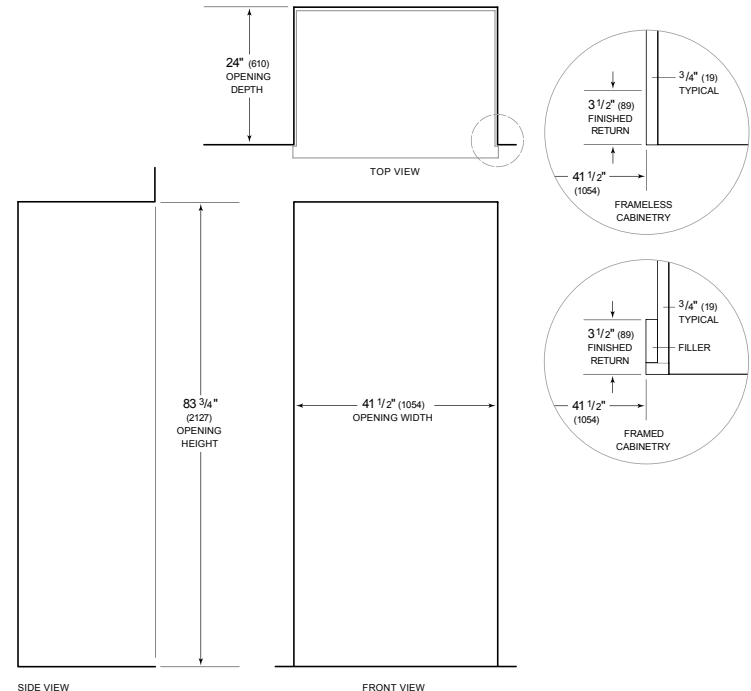 24" (610)
OPENING
DEPTH
TOP VIEW
3/4" (19)
TYPICAL
3 1/2" (89)
FINISHED
RETURN
41 1/2"
(1054)
FRAMELESS
CABINETRY
3/4" (19)
TYPICAL
3 1/2" (89)
FINISHED
RETURN
FILLER
41 1/2"
(1054)
FRAMED
CABINETRY
83 3/4"
(2127)
OPENING
HEIGHT
41 1/2" (1054)
OPENING WIDTH
SIDE VIEW
FRONT VIEW